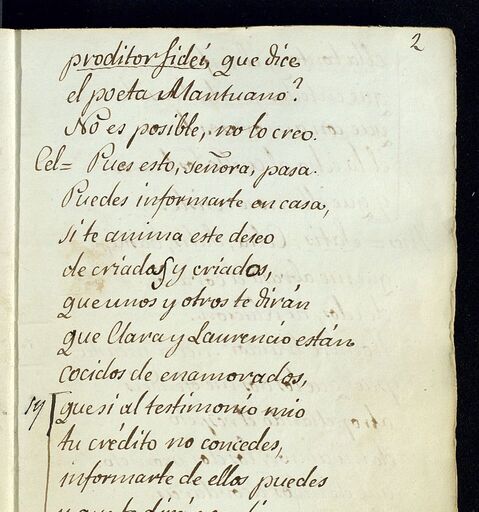 2
proditor fidei, que dice
el poeta Mantuano?
No es posible, no lo creo.
Cel= Pues esto, señora, pasa.
Puedes informarte en casa,
si te anima este deseo
de criadas y criados,
que unos y otros te dirán
que Clara y Laurencio están
cocidos de enamorados,
que si al testimonio mio
tu crédito no concedes,
informarte de ellos puedes
y que te